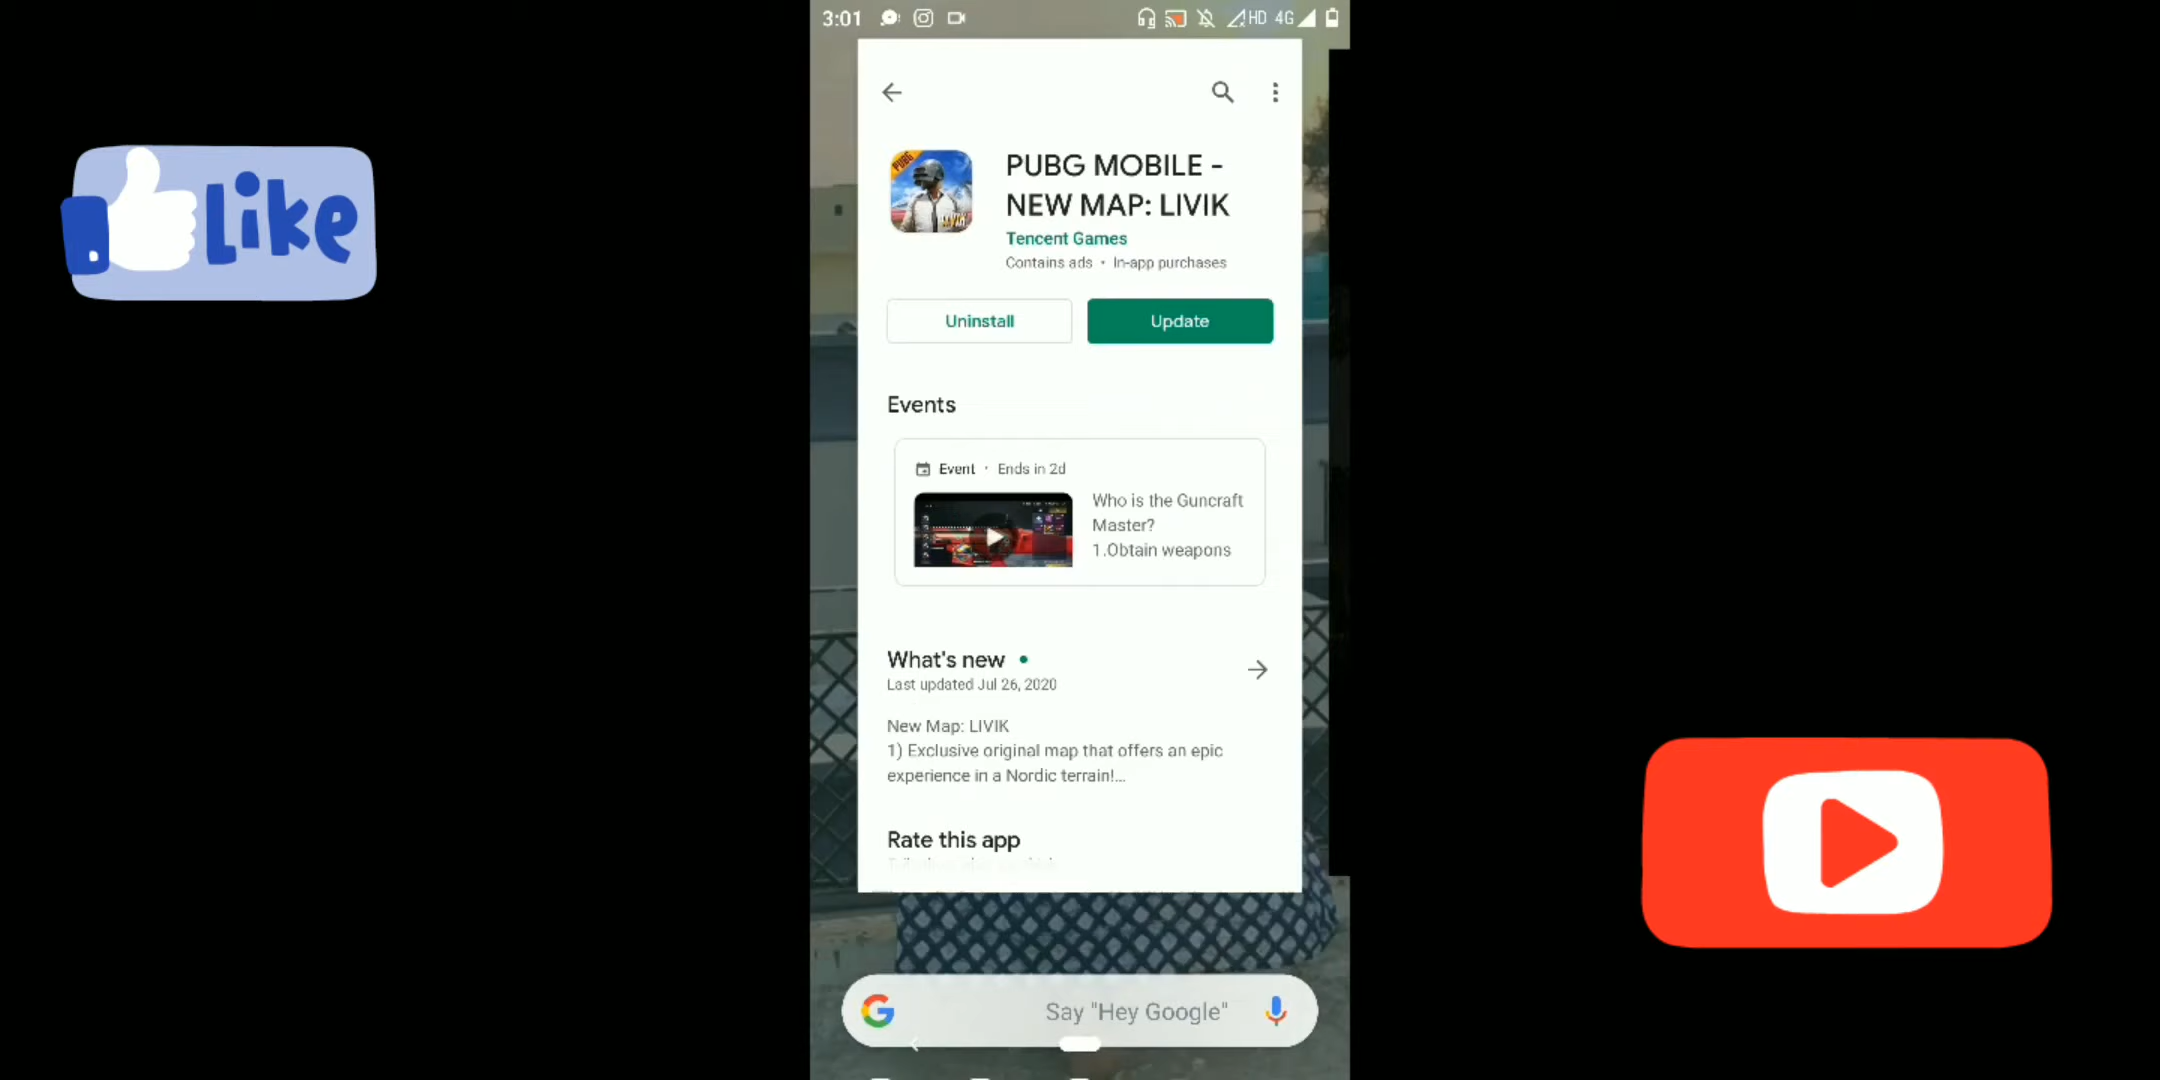 3:01
HD 4G
Like
PUBG MOBILE -
NEW MAP: LIVIK
Tencent Games
Contains ads • In-app purchases
Uninstall
Update
Events
Event • Ends in 2d
Who is the Guncraft
Master?
1.Obtain weapons
What's new •
Last updated Jul 26, 2020
New Map: LIVIK
1) Exclusive original map that offers an epic
experience in a Nordic terrain!...
Rate this app
Say "Hey Google"